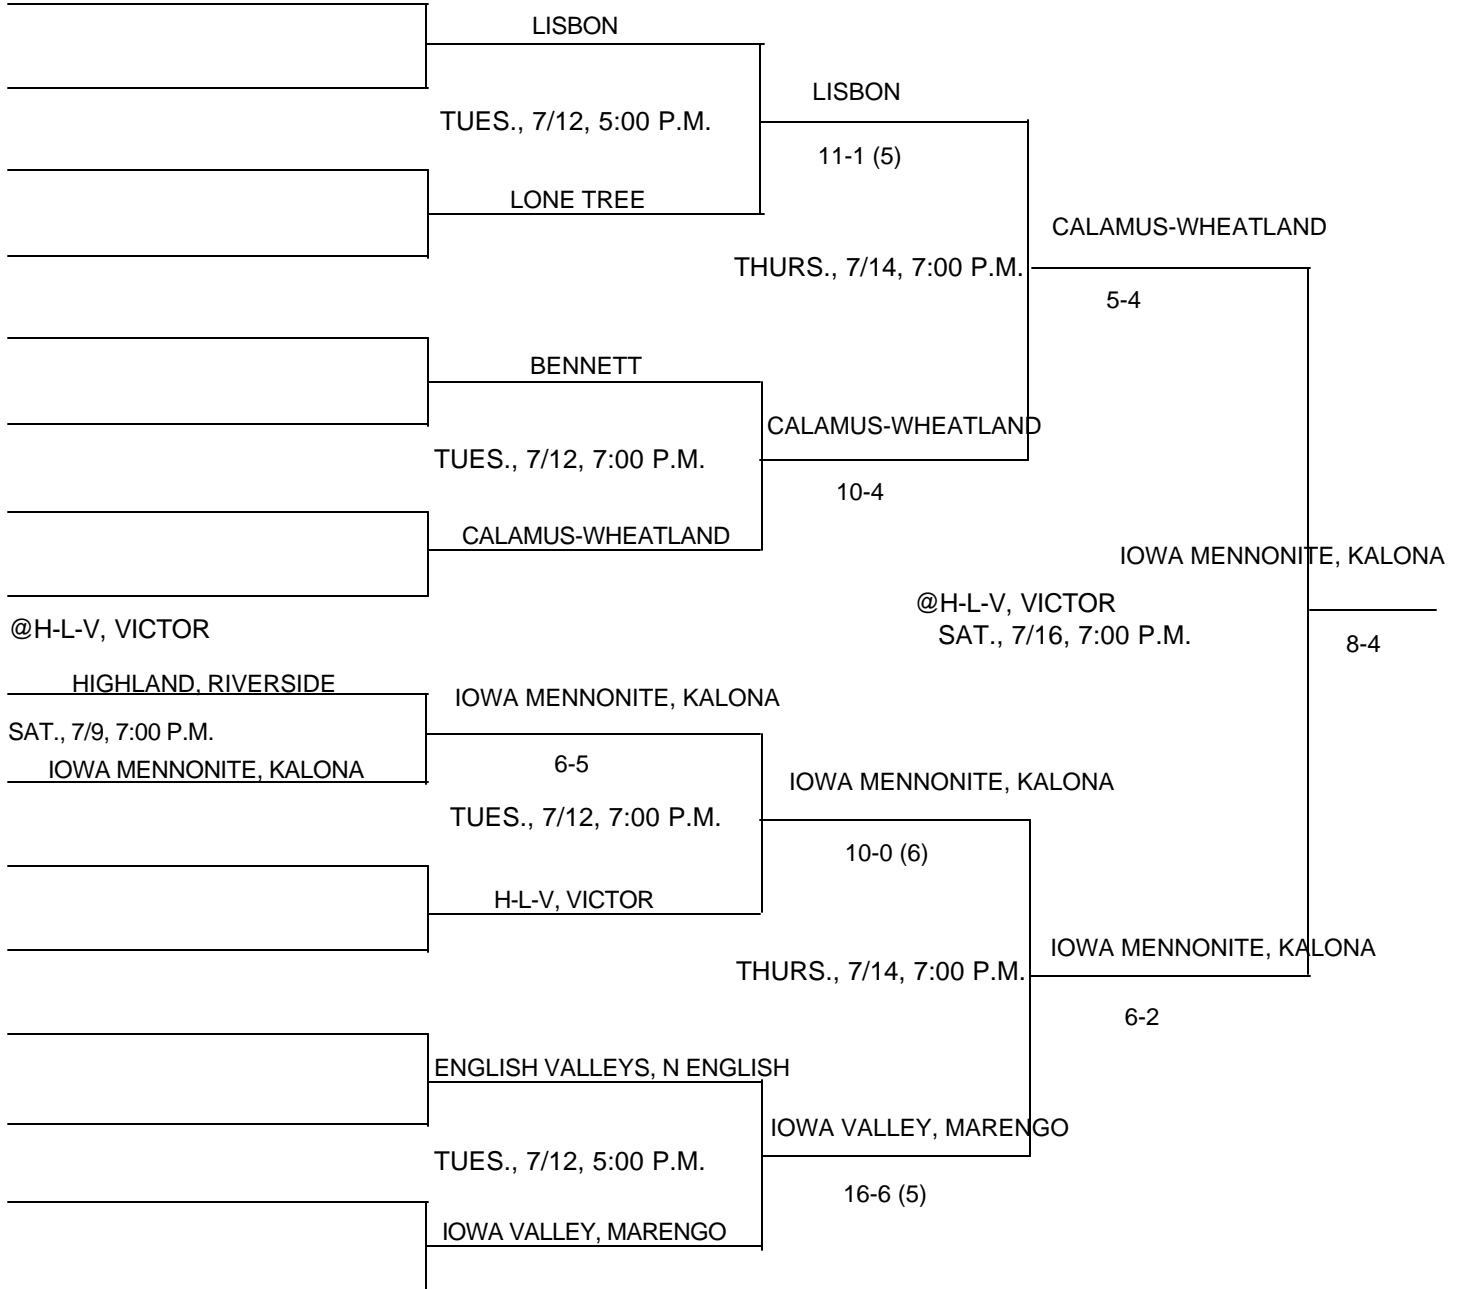 LISBON
LISBON
TUES., 7/12, 5:00 P.M.
11-1 (5)
LONE TREE
CALAMUS-WHEATLAND
THURS., 7/14, 7:00 P.M.
5-4
BENNETT
CALAMUS-WHEATLAND
TUES., 7/12, 7:00 P.M.
10-4
CALAMUS-WHEATLAND
IOWA MENNONITE, KALONA
@H-L-V, VICTOR
SAT., 7/16, 7:00 P.M.
8-4
@H-L-V, VICTOR
HIGHLAND, RIVERSIDE
IOWA MENNONITE, KALONA
SAT., 7/9, 7:00 P.M.
6-5
IOWA MENNONITE, KALONA
IOWA MENNONITE, KALONA
TUES., 7/12, 7:00 P.M.
10-0 (6)
H-L-V, VICTOR
IOWA MENNONITE, KALONA
THURS., 7/14, 7:00 P.M.
6-2
ENGLISH VALLEYS, N ENGLISH
IOWA VALLEY, MARENGO
TUES., 7/12, 5:00 P.M.
16-6 (5)
IOWA VALLEY, MARENGO